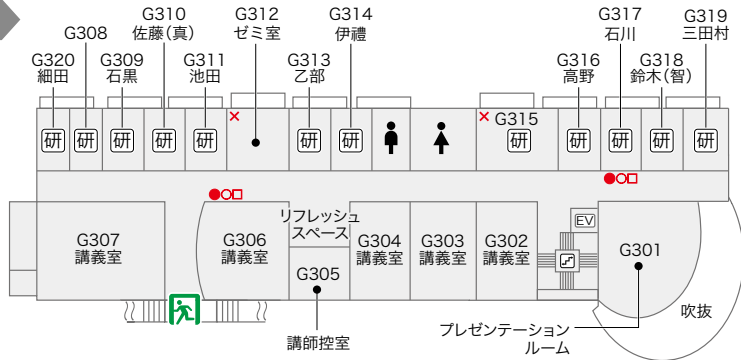 G310
佐藤(真)
G312
ゼミ室
G314
伊禮
G317
石川
G319
三田村
G308
G320
細田
G309
石黒
G311
池田
G313
乙部
G316
高野
G318
鈴木(智)
G315
研
研
研
研
研
研
研
研
研
研
研
研
G307
講義室
G306
講義室
リフレッシュ
スペース
G305
G304
講義室
G303
講義室
G302
講義室
EV
G301
吹抜
講師控室
プレゼンテーション
ルーム